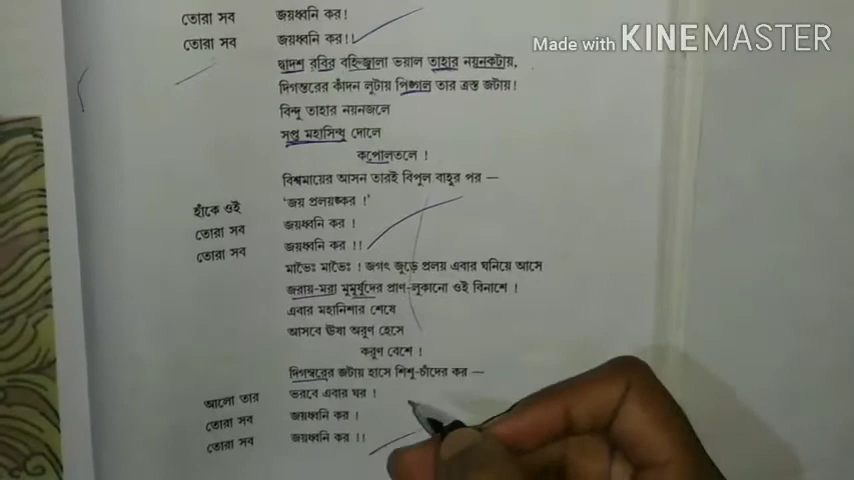 তোরা সব জয়ধ্বনি কর!
তোরা সব জয়ধ্বনি কর!!
Made with KINEMASTER
দ্বাদশ রবির বহ্নিজ্বালা ভয়াল তাহার নয়নকটায়,
দিগন্তরের কাঁদন লুটায় পিঙ্গল তার ত্রস্ত জটায়!
বিন্দু তাহার নয়নজলে
সপ্ত মহাসিন্ধু দোলে
কপোলতলে !
বিশ্বমায়ের আসন তারই বিপুল বাহুর পর —
হাঁকে ওই 'জয় প্রলয়ঙ্কর !'
তোরা সব জয়ধ্বনি কর !
তোরা সব জয়ধ্বনি কর !!
মাভৈঃ মাভৈঃ ! জগৎ জুড়ে প্রলয় এবার ঘনিয়ে আসে
জরায়-মরা মুমূর্ষুদের প্রাণ-লুকানো ওই বিনাশে !
এবার মহানিশার শেষে
আসবে ঊষা অরুণ হেসে
করুণ বেশে !
দিগম্বরের জটায় হাসে শিশু-চাঁদের কর —
আলো তার ভরবে এবার ঘর !
তোরা সব জয়ধ্বনি কর !
তোরা সব জয়ধ্বনি কর !!